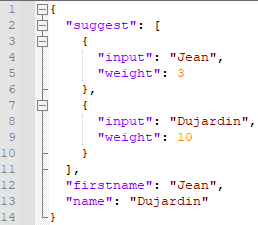 1 {
2   "suggest": [
3     {
4       "input": "Jean",
5       "weight": 3
6     },
7     {
8       "input": "Dujardin",
9       "weight": 10
10     }
11   ],
12   "firstname": "Jean",
13   "name": "Dujardin"
14 }